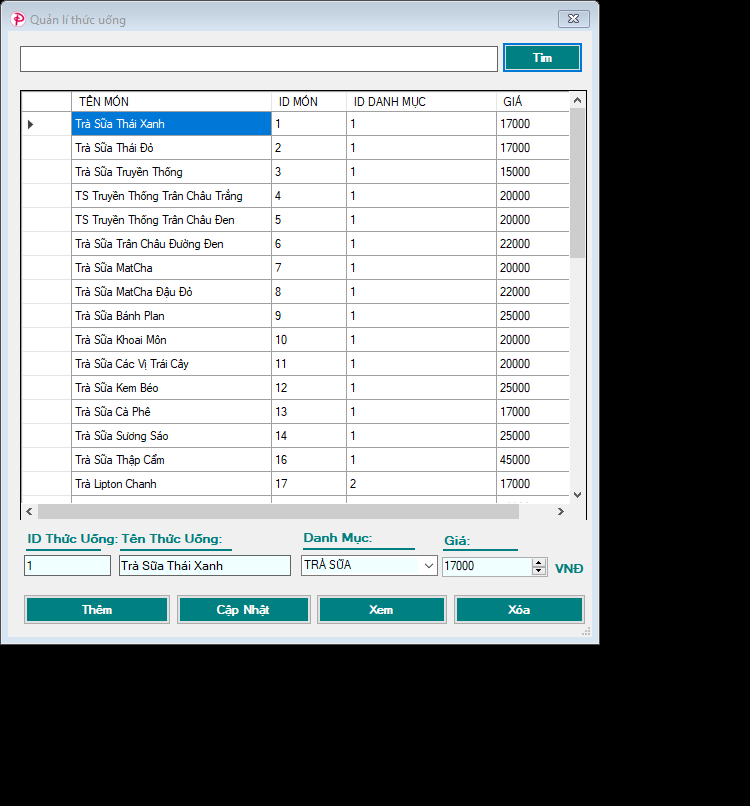 Quản lí thức uống
Tìm
TÊN MÓN ID MÓN ID DANH MỤC GIÁ
Trà Sữa Thái Xanh 1 1 17000
Trà Sữa Thái Đỏ 2 1 17000
Trà Sữa Truyền Thống 3 1 15000
TS Truyền Thống Trân Châu Trắng 4 1 20000
TS Truyền Thống Trân Châu Đen 5 1 20000
Trà Sữa Trân Châu Đường Đen 6 1 22000
Trà Sữa MatCha 7 1 20000
Trà Sữa MatCha Đậu Đỏ 8 1 22000
Trà Sữa Bánh Plan 9 1 25000
Trà Sữa Khoai Môn 10 1 20000
Trà Sữa Các Vị Trái Cây 11 1 20000
Trà Sữa Kem Béo 12 1 25000
Trà Sữa Cà Phê 13 1 17000
Trà Sữa Sương Sáo 14 1 25000
Trà Sữa Thập Cẩm 16 1 45000
Trà Lipton Chanh 17 2 17000
ID Thức Uống: Tên Thức Uống: Danh Mục: Giá:
1 Trà Sữa Thái Xanh TRÀ SỮA 17000 VNĐ
Thêm Cập Nhật Xem Xóa